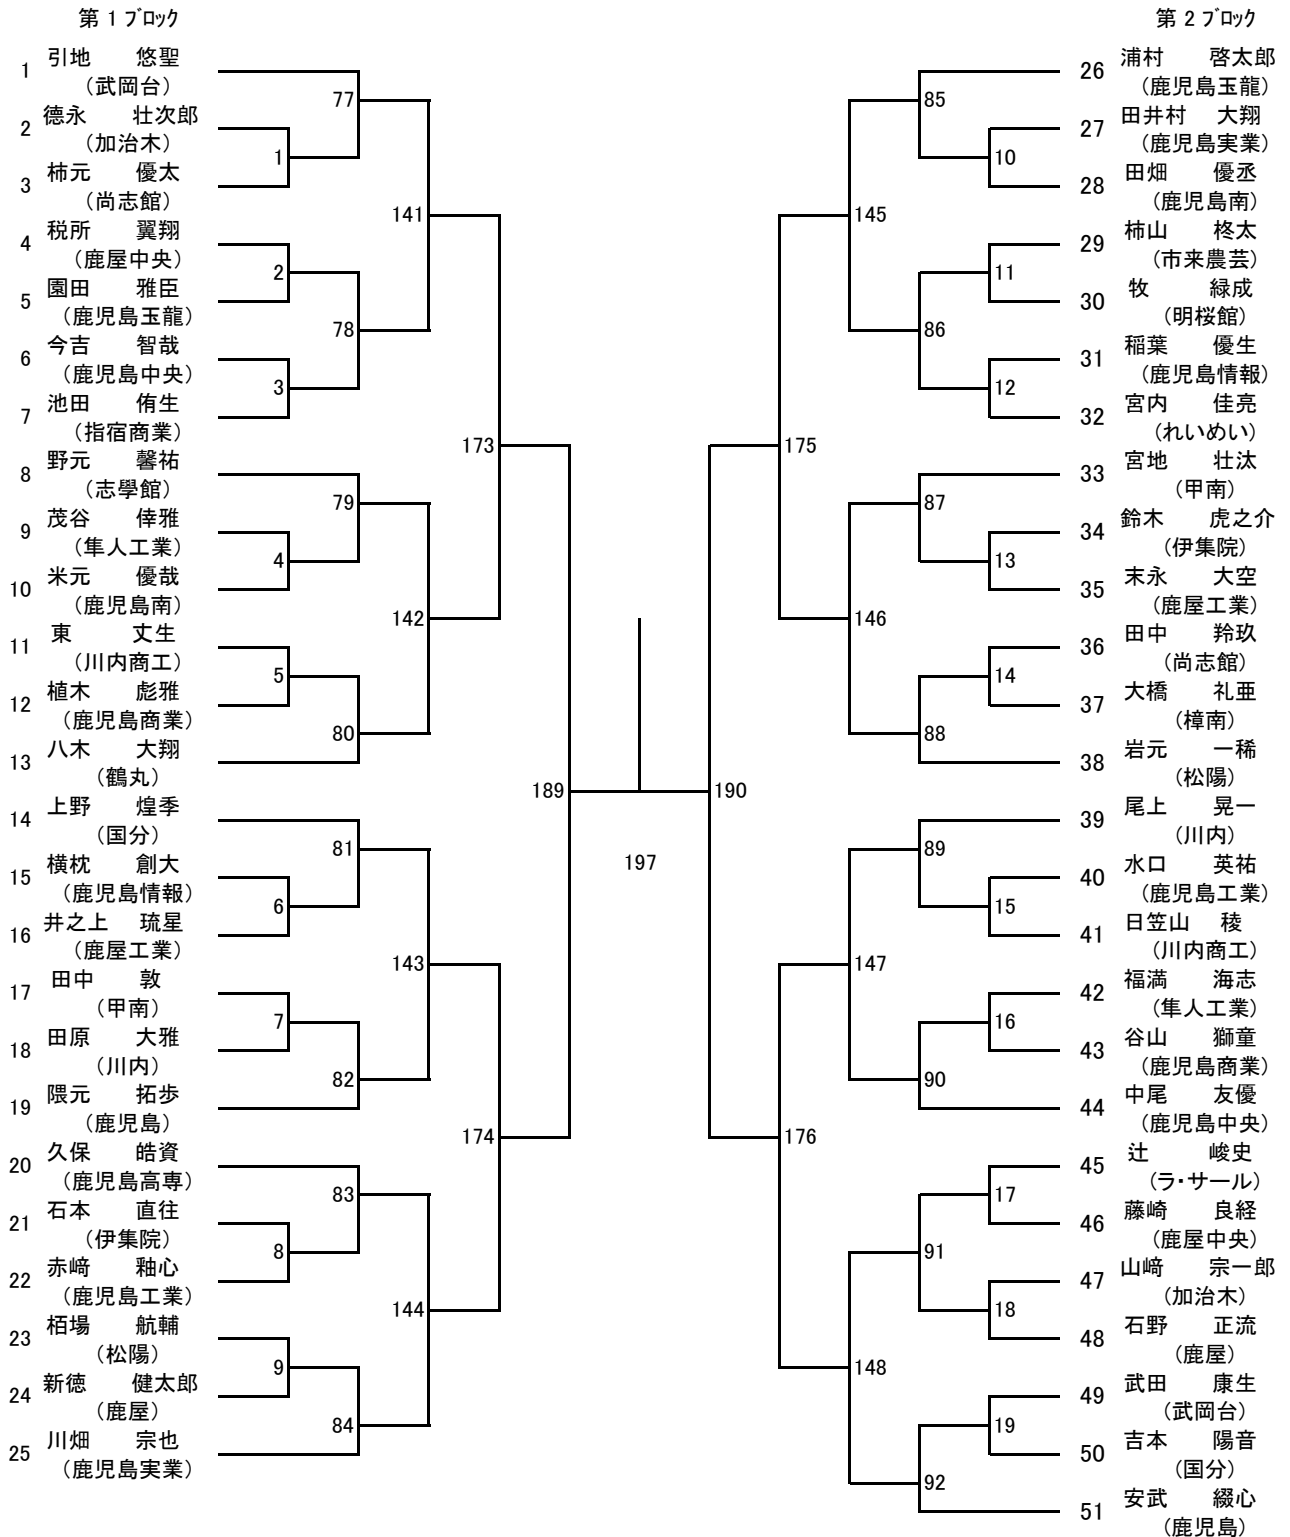 第１ブロック
1 引地 悠聖
（武岡台）
2 德永 壮次郎
（加治木）
3 柿元 優太
（尚志館）
4 税所 翼翔
（鹿屋中央）
5 園田 雅臣
（鹿児島玉龍）
6 今吉 智哉
（鹿児島中央）
7 池田 侑生
（指宿商業）
8 野元 馨祐
（志學館）
9 茂谷 倖雅
（隼人工業）
10 米元 優哉
（鹿児島南）
11 東 丈生
（川内商工）
12 植木 彪雅
（鹿児島商業）
13 八木 大翔
（鶴丸）
14 上野 煌季
（国分）
15 横枕 創大
（鹿児島情報）
16 井之上 琉星
（鹿屋工業）
17 田中 敦
（甲南）
18 田原 大雅
（川内）
19 隈元 拓歩
（鹿児島）
20 久保 皓資
（鹿児島高専）
21 石本 直往
（伊集院）
22 赤﨑 釉心
（鹿児島工業）
23 栢場 航輔
（松陽）
24 新徳 健太郎
（鹿屋）
25 川畑 宗也
（鹿児島実業）
77
1
141
2
78
3
173
79
4
142
5
80
189
81
6
143
7
82
174
83
8
144
9
84
197
第２ブロック
26 浦村 啓太郎
（鹿児島玉龍）
27 田井村 大翔
（鹿児島実業）
28 田畑 優丞
（鹿児島南）
29 柿山 柊太
（市来農芸）
30 牧 緑成
（明桜館）
31 稲葉 優生
（鹿児島情報）
32 宮内 佳亮
（れいめい）
33 宮地 壮汰
（甲南）
34 鈴木 虎之介
（伊集院）
35 末永 大空
（鹿屋工業）
36 田中 羚玖
（尚志館）
37 大橋 礼亜
（樟南）
38 岩元 一稀
（松陽）
39 尾上 晃一
（川内）
40 水口 英祐
（鹿児島工業）
41 日笠山 稜
（川内商工）
42 福満 海志
（隼人工業）
43 谷山 獅童
（鹿児島商業）
44 中尾 友優
（鹿児島中央）
45 辻 峻史
（ラ・サール）
46 藤崎 良経
（鹿屋中央）
47 山﨑 宗一郎
（加治木）
48 石野 正流
（鹿屋）
49 武田 康生
（武岡台）
50 吉本 陽音
（国分）
51 安武 綴心
（鹿児島）
85
10
145
11
86
12
175
87
13
146
14
88
190
89
15
147
16
90
176
17
91
18
148
19
92